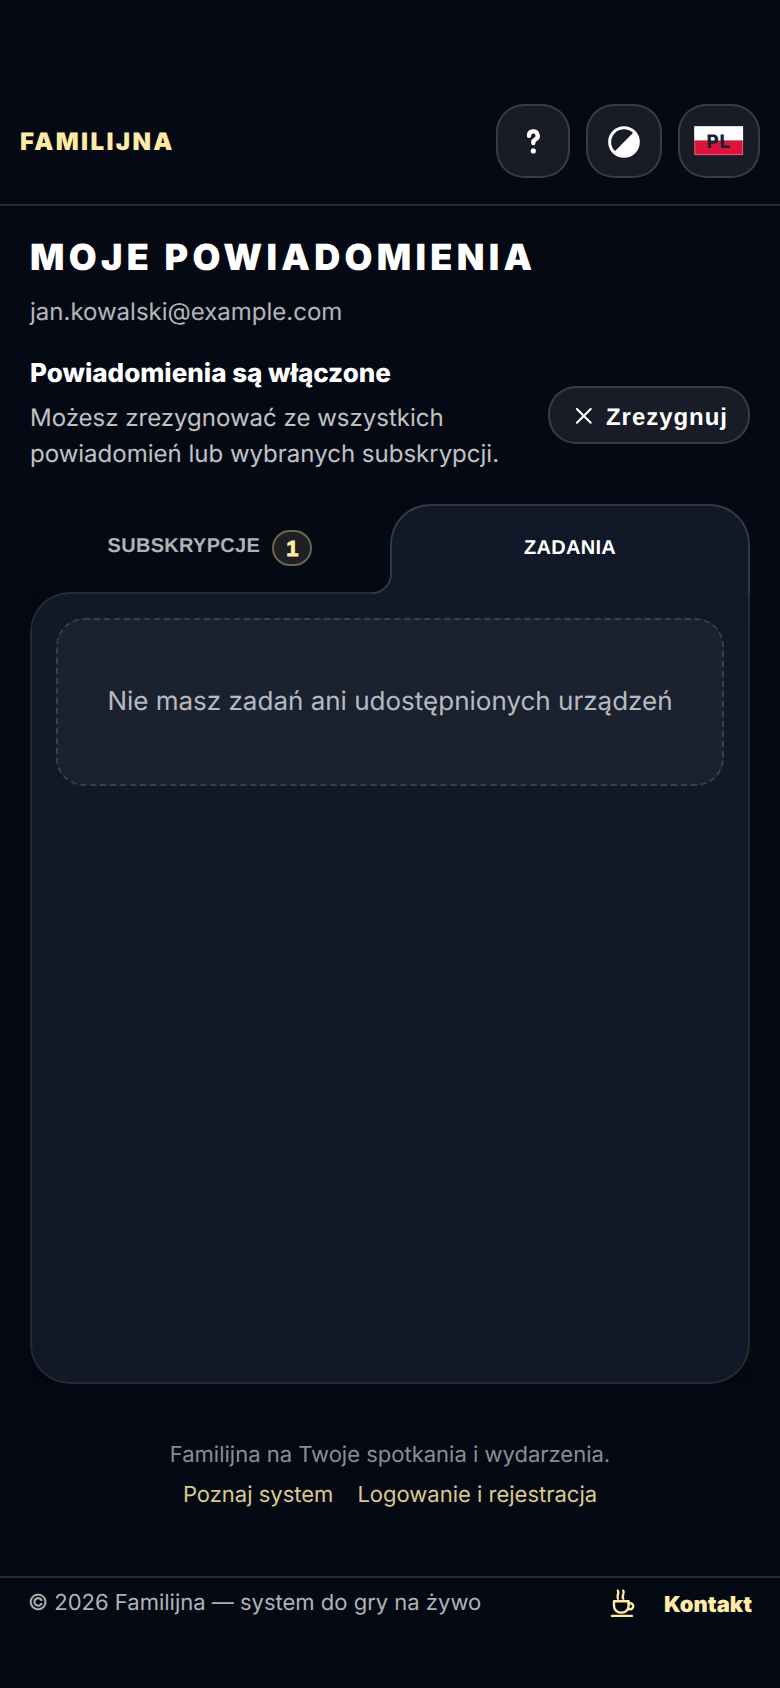 FAMILIJNA
?
PL
MOJE POWIADOMIENIA
jan.kowalski@example.com
Powiadomienia są włączone
Możesz zrezygnować ze wszystkich
powiadomień lub wybranych subskrypcji.
Zrezygnuj
SUBSKRYPCJE 1
ZADANIA
Nie masz zadań ani udostępnionych urządzeń
Familijna na Twoje spotkania i wydarzenia.
Poznaj system Logowanie i rejestracja
© 2026 Familijna — system do gry na żywo
Kontakt